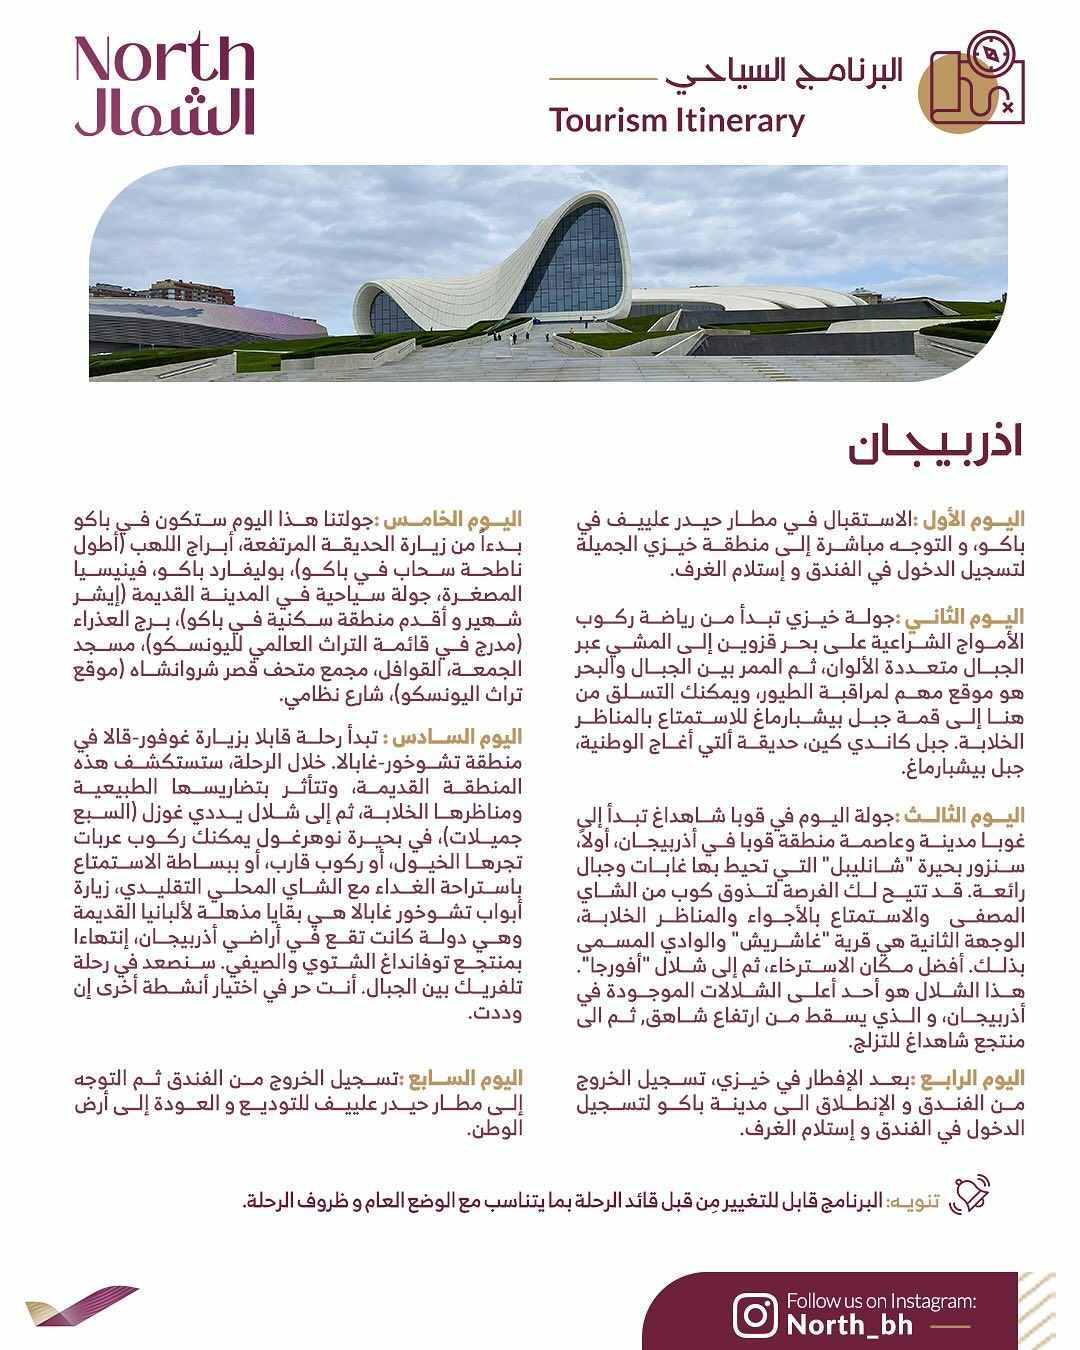 North
الشمال
البرنامج السياحي
Tourism Itinerary
اذربيجان
اليوم الأول :الاستقبال في مطار حيدر علييف في
باكو، و التوجه مباشرة إلى منطقة خيزي الجميلة
لتسجيل الدخول في الفندق و إستلام الغرف.
اليوم الثاني :جولة خيزي تبدأ من رياضة ركوب
الأمواج الشراعية على بحر قزوين إلى المشي عبر
الجبال متعددة الألوان، ثم الممر بين الجبال والبحر
هو موقع مهم لمراقبة الطيور، ويمكنك التسلق من
هنا إلى قمة جبل بيشبارماغ للاستمتاع بالمناظر
الخلابة. جبل كاندي كين، حديقة ألتي أغاج الوطنية،
جبل بيشبارماغ.
اليوم الثالث :جولة اليوم في قوبا شاهداغ تبدأ إلى
غوبا مدينة وعاصمة منطقة قوبا في أذربيجان، أولاً،
سنزور بحيرة "شانليبل" التي تحيط بها غابات وجبال
رائعة. قد تتيح لك الفرصة لتذوق كوب من الشاي
المصفى والاستمتاع بالأجواء والمناظر الخلابة،
الوجهة الثانية هي قرية "غاشريش" والوادي المسمى
بذلك. أفضل مكان الاسترخاء، ثم إلى شلال "أفورجا".
هذا الشلال هو أحد أعلى الشلالات الموجودة في
أذربيجان، و الذي يسقط من ارتفاع شاهق, ثم الى
منتجع شاهداغ للتزلج.
اليوم الرابع :بعد الإفطار في خيزي، تسجيل الخروج
من الفندق و الإنطلاق الى مدينة باكو لتسجيل
الدخول في الفندق و إستلام الغرف.
اليوم الخامس :جولتنا هذا اليوم ستكون في باكو
بدءاً من زيارة الحديقة المرتفعة، أبراج اللهب (أطول
ناطحة سحاب في باكو)، بوليفارد باكو، فينيسيا
المصغرة، جولة سياحية في المدينة القديمة (إيشر
شهير و أقدم منطقة سكنية في باكو)، برج العذراء
(مدرج في قائمة التراث العالمي لليونسكو)، مسجد
الجمعة، القوافل، مجمع متحف قصر شروانشاه (موقع
تراث اليونسكو)، شارع نظامي.
اليوم السادس : تبدأ رحلة قابلا بزيارة غوفور-قالا في
منطقة تشوخور-غابالا. خلال الرحلة، ستستكشف هذه
المنطقة القديمة، وتتأثر بتضاريسها الطبيعية
ومناظرها الخلابة، ثم إلى شلال يددي غوزل (السبع
جميلات)، في بحيرة نوهرغول يمكنك ركوب عربات
تجرها الخيول، أو ركوب قارب، أو ببساطة الاستمتاع
باستراحة الغداء مع الشاي المحلي التقليدي، زيارة
أبواب تشوخور غابالا هي بقايا مذهلة لألبانيا القديمة
وهي دولة كانت تقع في أراضي أذربيجان، إنتهاءا
بمنتجع توفانداغ الشتوي والصيفي. سنصعد في رحلة
تلفريك بين الجبال. أنت حر في اختيار أنشطة أخرى إن
وددت.
اليوم السابع :تسجيل الخروج من الفندق ثم التوجه
إلى مطار حيدر علييف للتوديع و العودة إلى أرض
الوطن.
تنويه: البرنامج قابل للتغيير مِن قبل قائد الرحلة بما يتناسب مع الوضع العام و ظروف الرحلة.
Follow us on Instagram:
North_bh